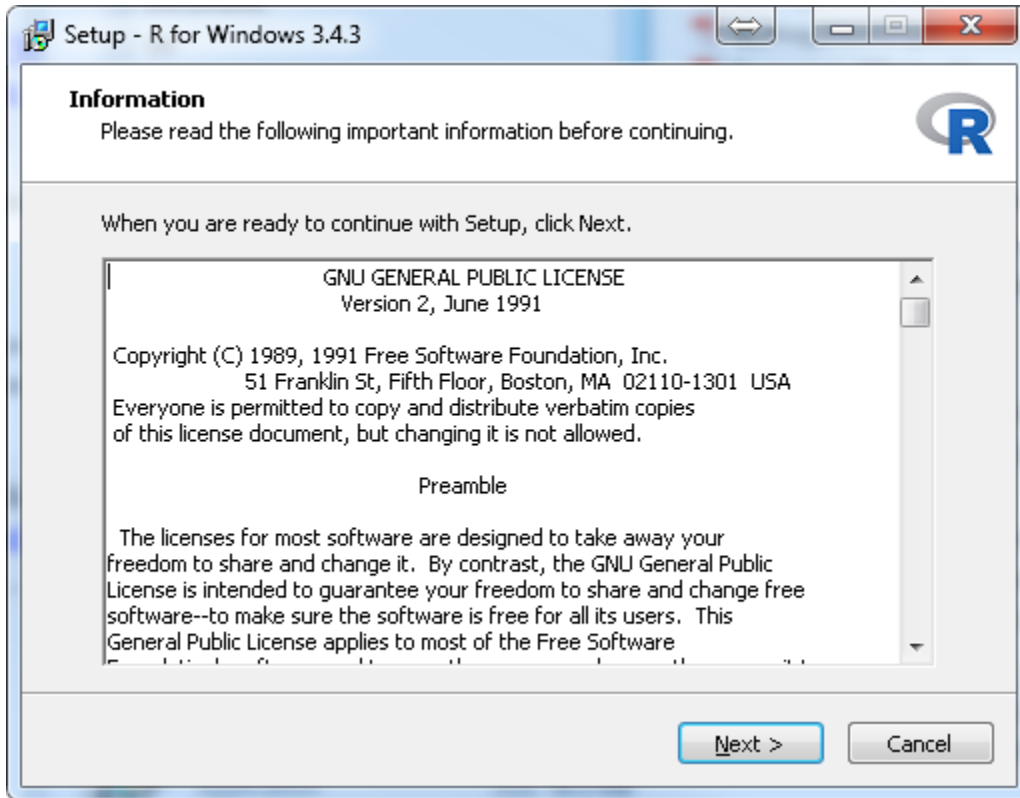 Setup - R for Windows 3.4.3
Information
Please read the following important information before continuing.
R
When you are ready to continue with Setup, click Next.
GNU GENERAL PUBLIC LICENSE
Version 2, June 1991
Copyright (C) 1989, 1991 Free Software Foundation, Inc.
51 Franklin St, Fifth Floor, Boston, MA 02110-1301 USA
Everyone is permitted to copy and distribute verbatim copies
of this license document, but changing it is not allowed.
Preamble
The licenses for most software are designed to take away your
freedom to share and change it. By contrast, the GNU General Public
License is intended to guarantee your freedom to share and change free
software--to make sure the software is free for all its users. This
General Public License applies to most of the Free Software
Next >
Cancel